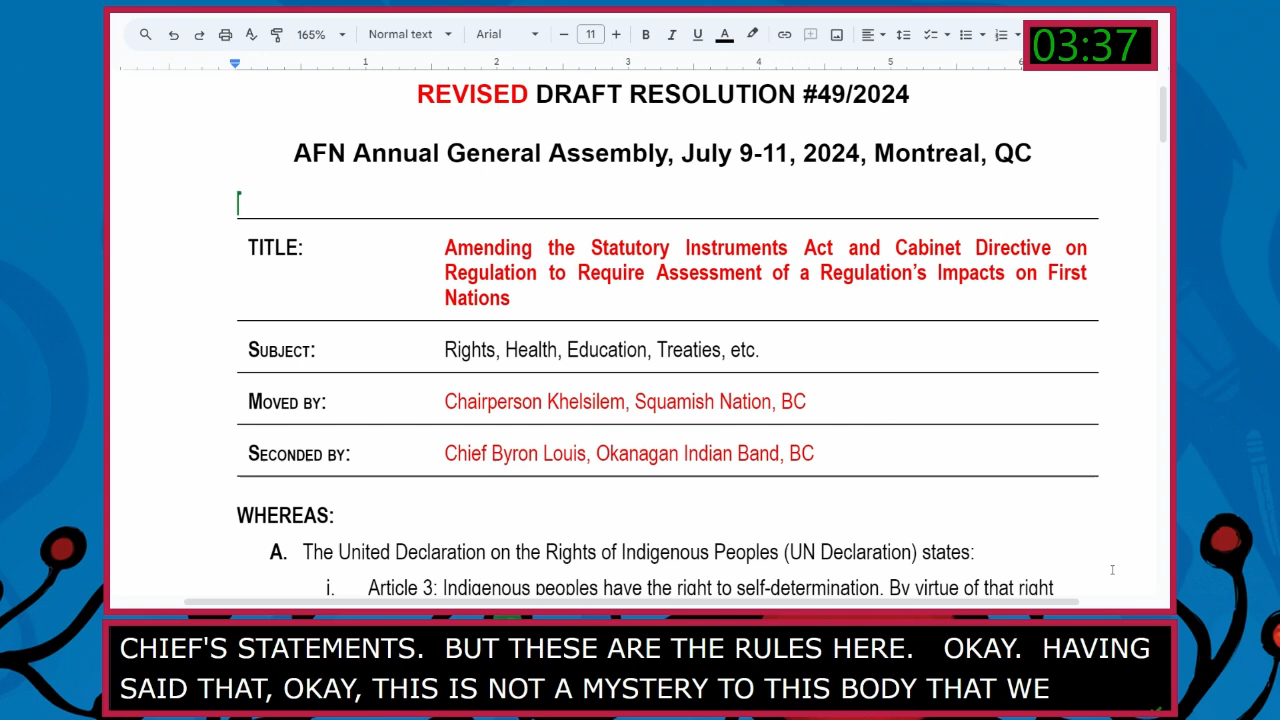 165%
Normal text
Arial
11
03:37
1 2 3 4 5 6
REVISED DRAFT RESOLUTION #49/2024
AFN Annual General Assembly, July 9-11, 2024, Montreal, QC
TITLE: Amending the Statutory Instruments Act and Cabinet Directive on
Regulation to Require Assessment of a Regulation’s Impacts on First
Nations
SUBJECT: Rights, Health, Education, Treaties, etc.
MOVED BY: Chairperson Khelsilem, Squamish Nation, BC
SECONDED BY: Chief Byron Louis, Okanagan Indian Band, BC
WHEREAS:
A. The United Declaration on the Rights of Indigenous Peoples (UN Declaration) states:
i. Article 3: Indigenous peoples have the right to self-determination. By virtue of that right
CHIEF'S STATEMENTS. BUT THESE ARE THE RULES HERE. OKAY. HAVING
SAID THAT, OKAY, THIS IS NOT A MYSTERY TO THIS BODY THAT WE